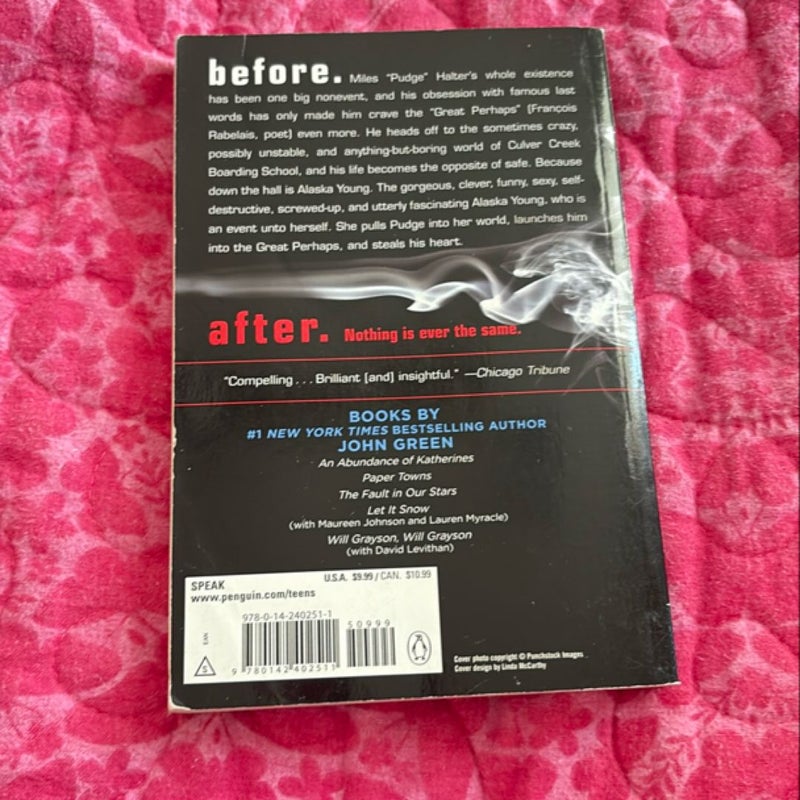 before. Miles "Pudge" Halter's whole existence
has been one big nonevent, and his obsession with famous last
words has only made him crave the "Great Perhaps" (François
Rabelais, poet) even more. He heads off to the sometimes crazy,
possibly unstable, and anything-but-boring world of Culver Creek
Boarding School, and his life becomes the opposite of safe. Because
down the hall is Alaska Young. The gorgeous, clever, funny, sexy, self-
destructive, screwed-up, and utterly fascinating Alaska Young, who is
an event unto herself. She pulls Pudge into her world, launches him
into the Great Perhaps, and steals his heart.
after. Nothing is ever the same.
"Compelling . . . Brilliant [and] insightful." —Chicago Tribune
BOOKS BY
#1 NEW YORK TIMES BESTSELLING AUTHOR
JOHN GREEN
An Abundance of Katherines
Paper Towns
The Fault in Our Stars
Let It Snow
(with Maureen Johnson and Lauren Myracle)
Will Grayson, Will Grayson
(with David Levithan)
SPEAK
U.S.A. $9.99 / CAN. $10.99
www.penguin.com/teens
978-0-14-240251-1
50999
EAN
S
9 780142 402511
Cover photo copyright © Punchstock Images
Cover design by Linda McCarthy